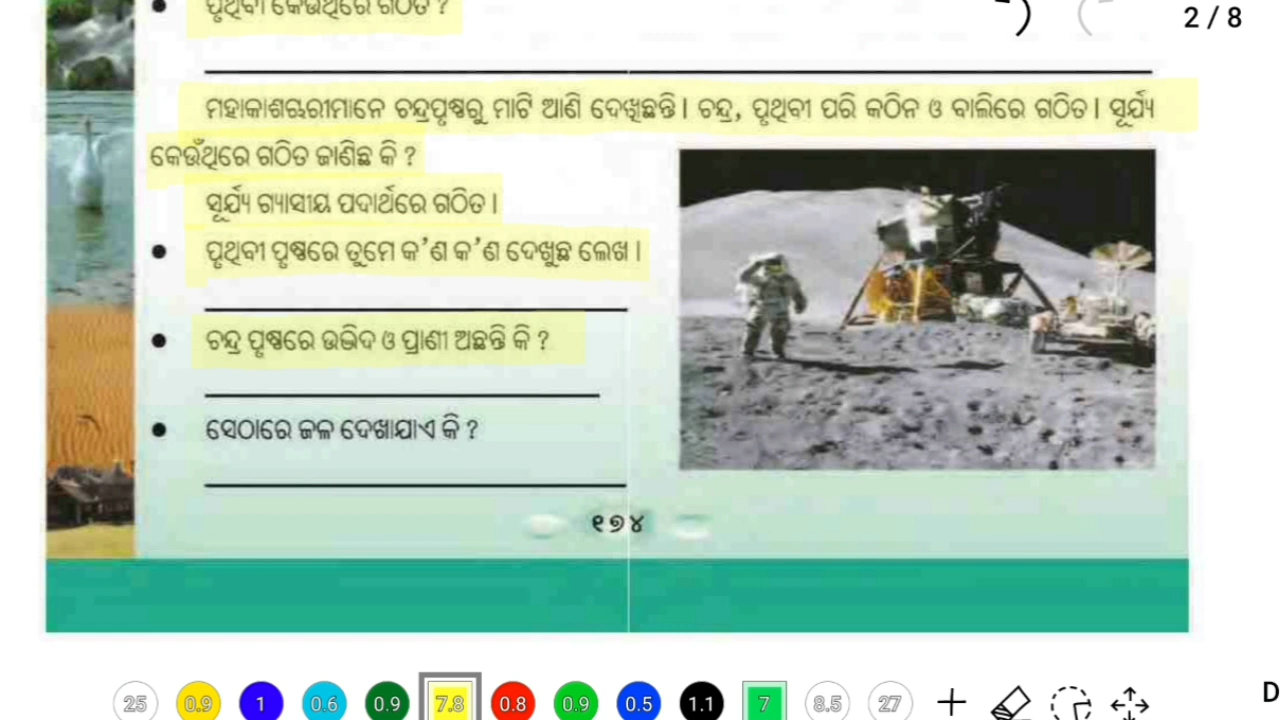 ପୃଥିବୀ କେଉଁଥିରେ ଗଠିତ ?
2 / 8
ମହାକାଶଚାରୀମାନେ ଚନ୍ଦ୍ରପୃଷ୍ଠରୁ ମାଟି ଆଣି ଦେଖିଛନ୍ତି। ଚନ୍ଦ୍ର, ପୃଥିବୀ ପରି କଠିନ ଓ ବାଲିରେ ଗଠିତ। ସୂର୍ଯ୍ୟ
କେଉଁଥିରେ ଗଠିତ ଜାଣିଛ କି ?
ସୂର୍ଯ୍ୟ ଗ୍ୟାସୀୟ ପଦାର୍ଥରେ ଗଠିତ।
• ପୃଥିବୀ ପୃଷ୍ଠରେ ତୁମେ କ'ଣ କ'ଣ ଦେଖୁଛ ଲେଖ।
• ଚନ୍ଦ୍ର ପୃଷ୍ଠରେ ଉଦ୍ଭିଦ ଓ ପ୍ରାଣୀ ଅଛନ୍ତି କି ?
• ସେଠାରେ ଜଳ ଦେଖାଯାଏ କି ?
୧୭୪
25 0.9 1 0.6 0.9 7.8 0.8 0.9 0.5 1.1 7 8.5 27 D